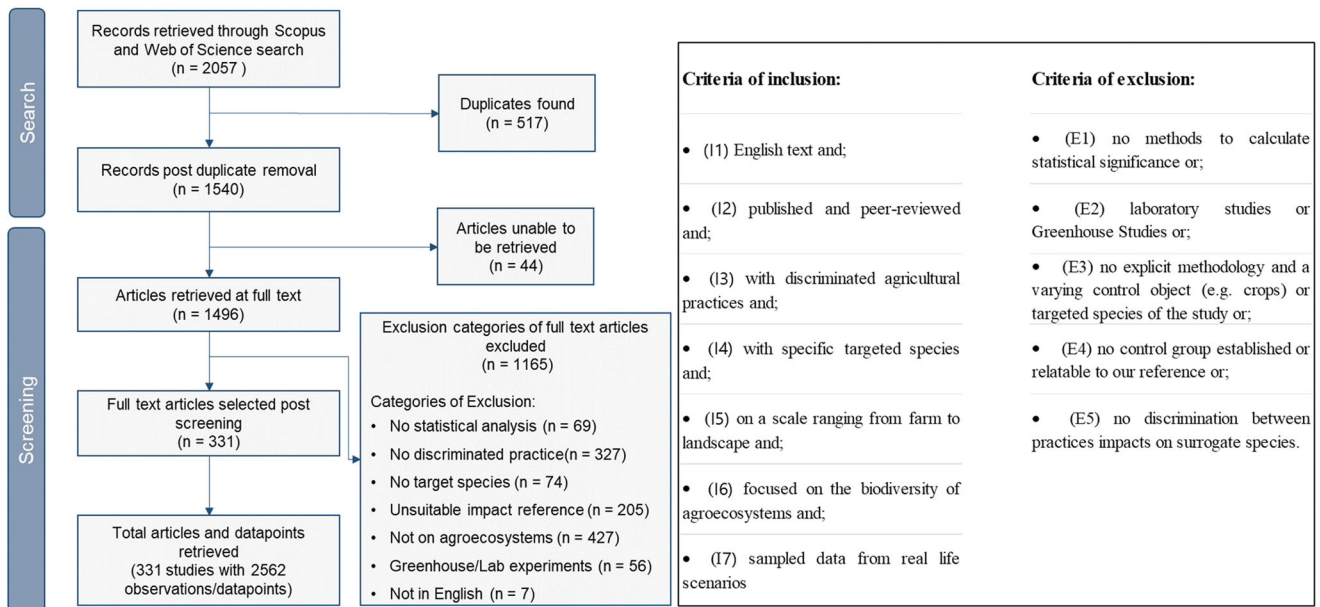 Search
Records retrieved through Scopus
and Web of Science search
(n = 2057 )
Duplicates found
(n = 517)
Records post duplicate removal
(n = 1540)
Screening
Articles unable to
be retrieved
(n = 44)
Articles retrieved at full text
(n = 1496)
Exclusion categories of full text articles
excluded
(n = 1165)
Categories of Exclusion:
• No statistical analysis (n = 69)
• No discriminated practice(n = 327)
• No target species (n = 74)
• Unsuitable impact reference (n = 205)
• Not on agroecosystems (n = 427)
• Greenhouse/Lab experiments (n = 56)
• Not in English (n = 7)
Full text articles selected post
screening
(n = 331)
Total articles and datapoints
retrieved
(331 studies with 2562
observations/datapoints)
Criteria of inclusion:
• (I1) English text and;
• (I2) published and peer-reviewed
and;
• (I3) with discriminated agricultural
practices and;
• (I4) with specific targeted species
and;
• (I5) on a scale ranging from farm to
landscape and;
• (I6) focused on the biodiversity of
agroecosystems and;
• (I7) sampled data from real life
scenarios
Criteria of exclusion:
• (E1) no methods to calculate
statistical significance or;
• (E2) laboratory studies or
Greenhouse Studies or;
• (E3) no explicit methodology and a
varying control object (e.g. crops) or
targeted species of the study or;
• (E4) no control group established or
relatable to our reference or;
• (E5) no discrimination between
practices impacts on surrogate species.